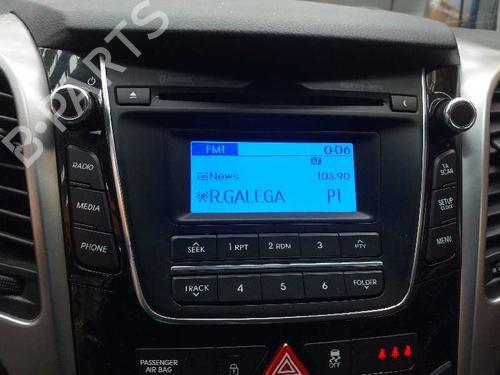 B-PARTS
FM1 0:06
AF
News 103.90
R.GALEGA P1
RADIO
MEDIA
PHONE
TA
SCAN
SETUP
CLOCK
MENU
SEEK 1 RPT 2 RDM 3 PTY
TRACK 4 5 6 FOLDER
PASSENGER
AIR BAG
OFF